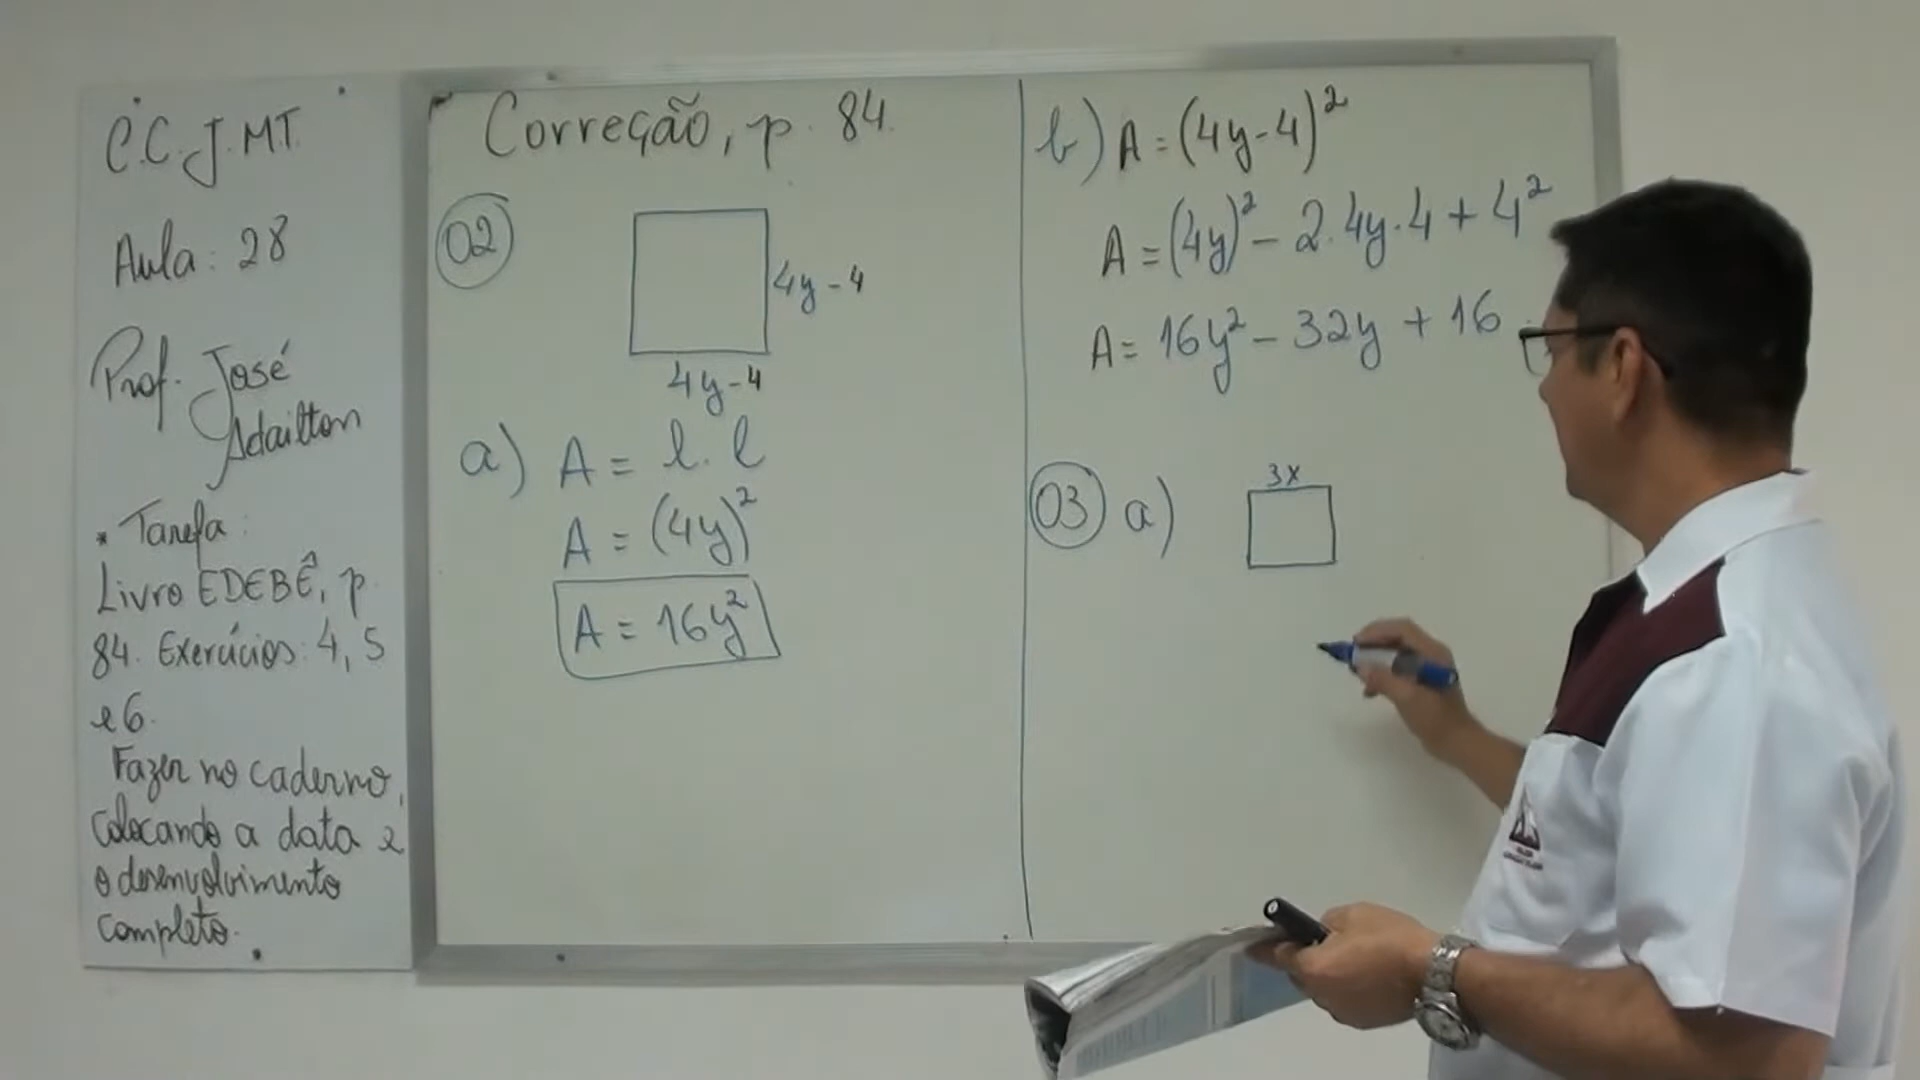 C.C.J.MT.
Aula: 28
Prof. José
Adailton
* Tarefa:
Livro EDEBÊ, p.
84. Exercícios: 4, 5
e 6.
Fazer no caderno,
colocando a data e
o desenvolvimento
completo.
Correção, p. 84.
02
4y-4
4y-4
a) A = l.l
A = (4y)²
A = 16y²
b) A = (4y-4)²
A = (4y)² - 2.4y.4 + 4²
A = 16y² - 32y + 16
03 a)
3x